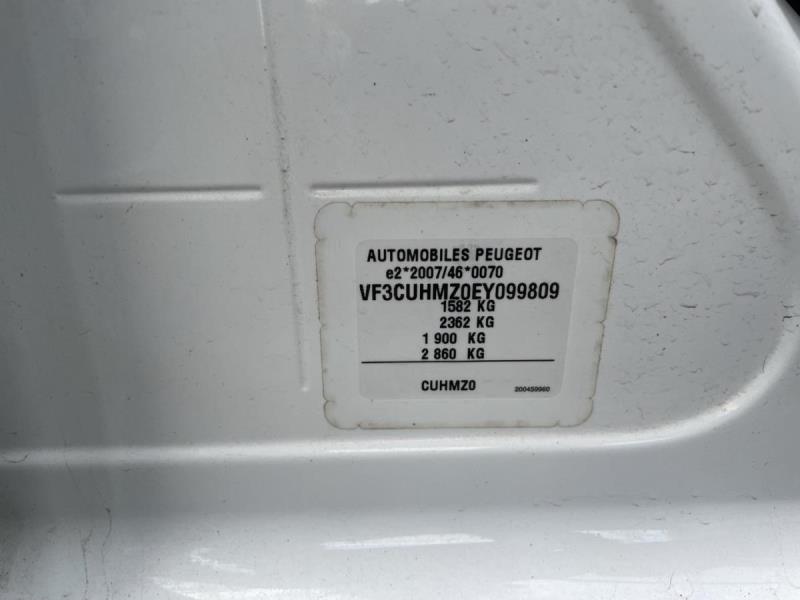 AUTOMOBILES PEUGEOT
e2*2007/46*0070
VF3CUHMZ0EY099809
1582 KG
2362 KG
1 900 KG
2 860 KG
CUHMZ0
200459960